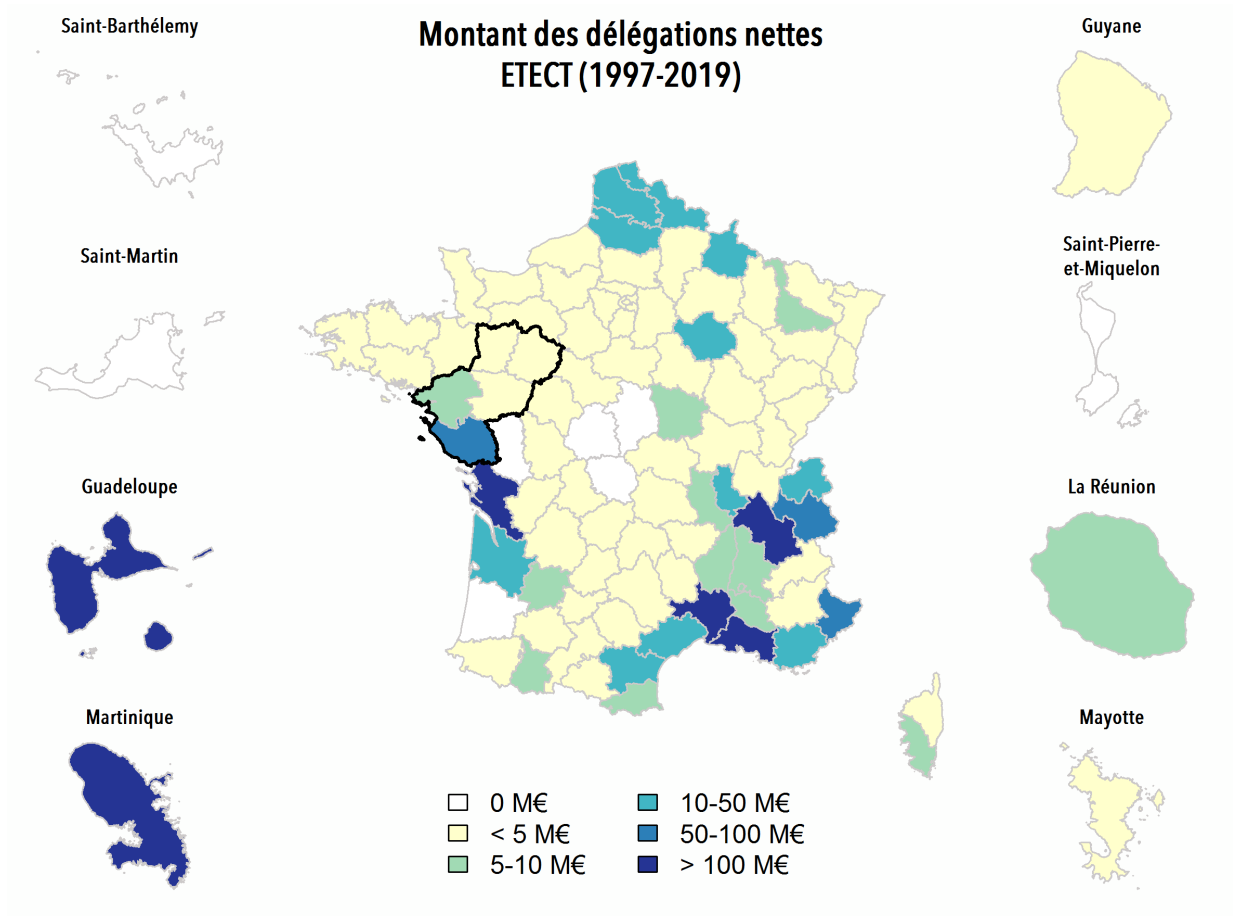 Montant des délégations nettes
ETECT (1997-2019)
Saint-Barthélemy
Saint-Martin
Guadeloupe
Martinique
Guyane
Saint-Pierre-
et-Miquelon
La Réunion
Mayotte
0 M€
< 5 M€
5-10 M€
10-50 M€
50-100 M€
> 100 M€